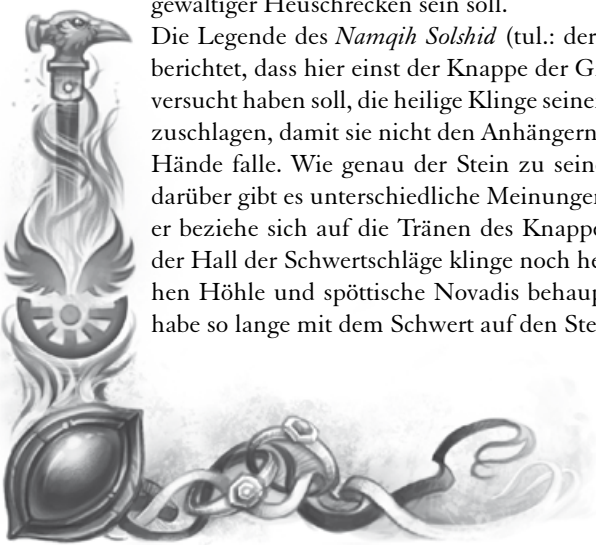 gewaltiger Heuschrecken sein soll.
Die Legende des Namqih Solshid (tul.: der
berichtet, dass hier einst der Knappe der G
versucht haben soll, die heilige Klinge seine
zuschlagen, damit sie nicht den Anhängern
Hände falle. Wie genau der Stein zu sein
darüber gibt es unterschiedliche Meinungen
er beziehe sich auf die Tränen des Knappe
der Hall der Schwertschläge klinge noch he
hen Höhle und spöttische Novadis behaup
habe so lange mit dem Schwert auf den Ste